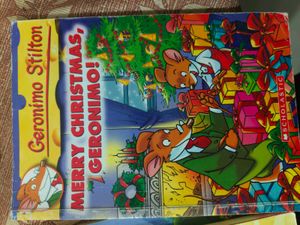 Geronimo Stilton
MERRY CHRISTMAS,
GERONIMO!
SCHOLASTIC